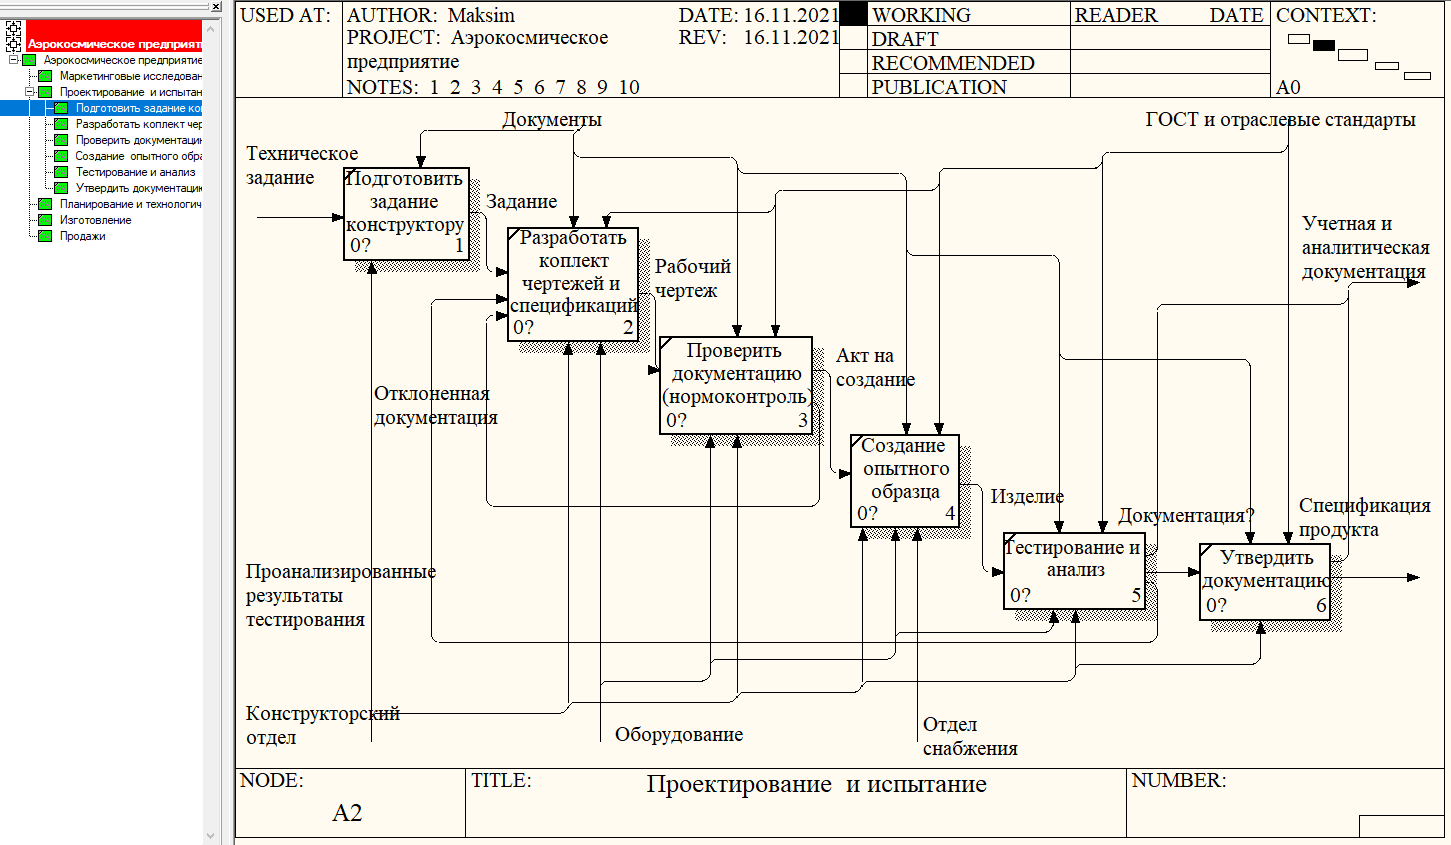 Аэрокосмическое предприят
Аэрокосмическое предприятие
Маркетинговые исследован
Проектирование и испытан
Подготовить задание ко
Разработать коплект чер
Проверить документаци
Создание опытного обра
Тестирование и анализ
Утвердить документаци
Планирование и технологич
Изготовление
Продажи
USED AT:
AUTHOR: Maksim
DATE: 16.11.2021
PROJECT: Аэрокосмическое
предприятие
REV: 16.11.2021
NOTES: 1 2 3 4 5 6 7 8 9 10
WORKING
DRAFT
RECOMMENDED
PUBLICATION
READER DATE
CONTEXT:
A0
Документы
ГОСТ и отраслевые стандарты
Техническое
задание
Подготовить
задание
конструктору
0? 1
Задание
Разработать
коплект
чертежей и
спецификаций
0? 2
Рабочий
чертеж
Учетная и
аналитическая
документация
Проверить
документацию
(нормоконтроль)
0? 3
Акт на
создание
Отклоненная
документация
Создание
опытного
образца
0? 4
Изделие
Документация?
Спецификация
продукта
Тестирование и
анализ
0? 5
Утвердить
документацию
0? 6
Проанализированные
результаты
тестирования
Конструкторский
отдел
Оборудование
Отдел
снабжения
NODE:
A2
TITLE:
Проектирование и испытание
NUMBER: